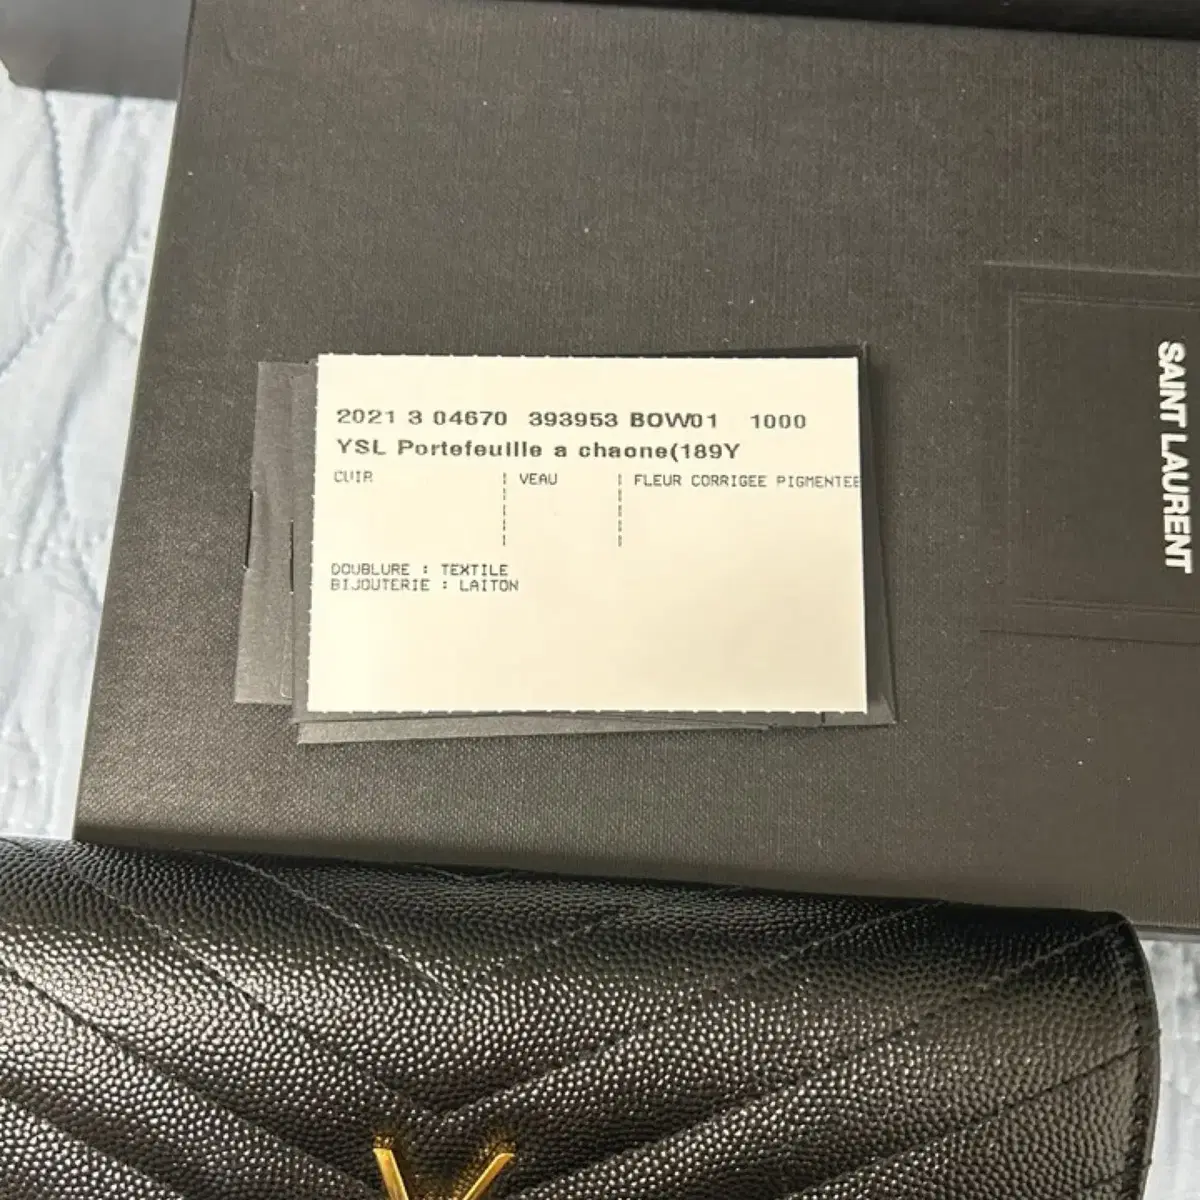 2021 3 04670 393953 BOW01 1000
YSL Portefeuille a chaone(189Y
CUIR | VEAU | FLEUR CORRIGEE PIGMENTEE
DOUBLURE : TEXTILE
BIJOUTERIE : LAITON
SAINT LAURENT